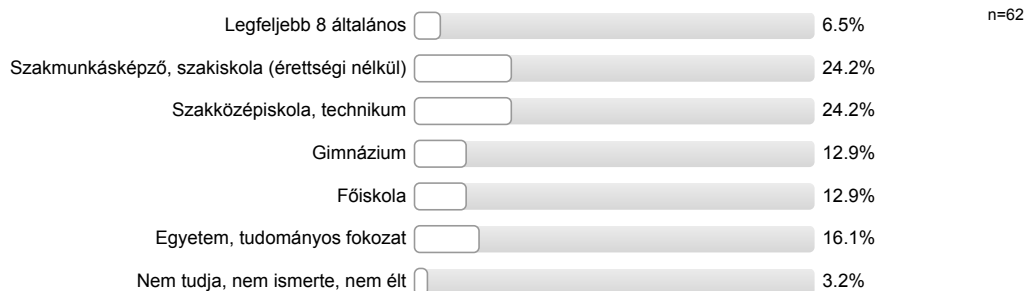 Legfeljebb 8 általános 6.5% n=62
Szakmunkásképző, szakiskola (érettségi nélkül) 24.2%
Szakközépiskola, technikum 24.2%
Gimnázium 12.9%
Főiskola 12.9%
Egyetem, tudományos fokozat 16.1%
Nem tudja, nem ismerte, nem élt 3.2%